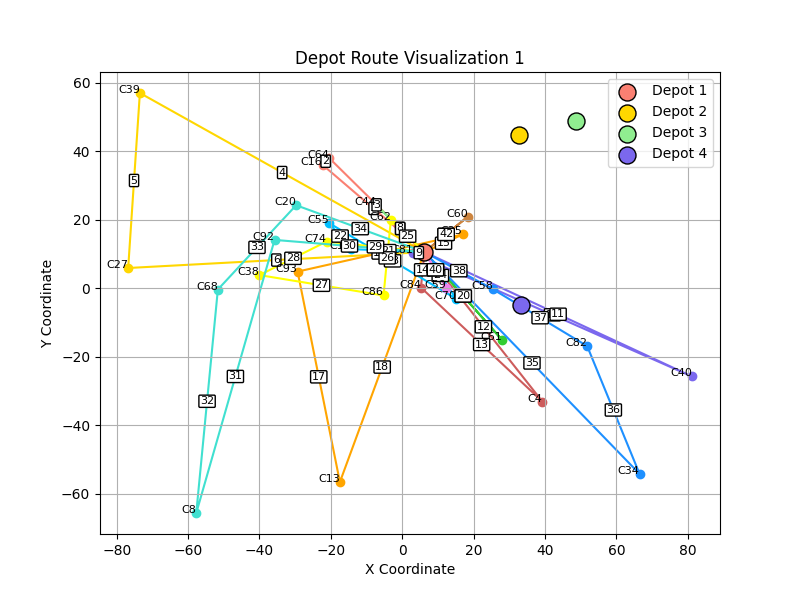 Depot Route Visualization 1
Depot 1
Depot 2
Depot 3
Depot 4
Y Coordinate
60
40
20
0
−20
−40
−60
−80
−60
−40
−20
0
20
40
60
80
X Coordinate
C39
C64
C16
2
4
5
C20
C44
3
C62
C60
C55
34
8
25
42
15
C92
C74
22
30
29
33
C81
9
C27
C38
6
28
C93
26
14
40
38
C68
27
C86
C84
C59
C70
20
C58
11
37
12
13
C51
C82
31
17
18
35
C40
32
C4
36
C34
C13
C8